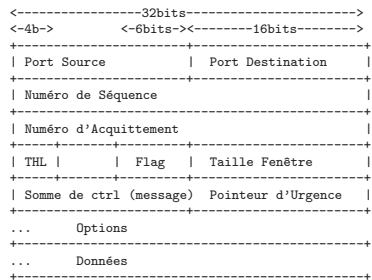 <-----------------32bits------------------->
<-4b->        <-6bits-><--------16bits-------->
| Port Source | Port Destination |
| Numéro de Séquence |
| Numéro d'Acquittement |
| THL | | Flag | Taille Fenêtre |
| Somme de ctrl (message) Pointeur d'Urgence |
... Options
... Données